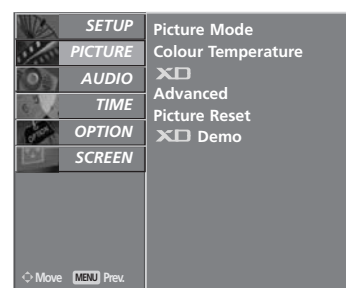 SETUP
PICTURE
AUDIO
TIME
OPTION
SCREEN
Picture Mode
Colour Temperature
XD
Advanced
Picture Reset
XD Demo
Move MENU Prev.